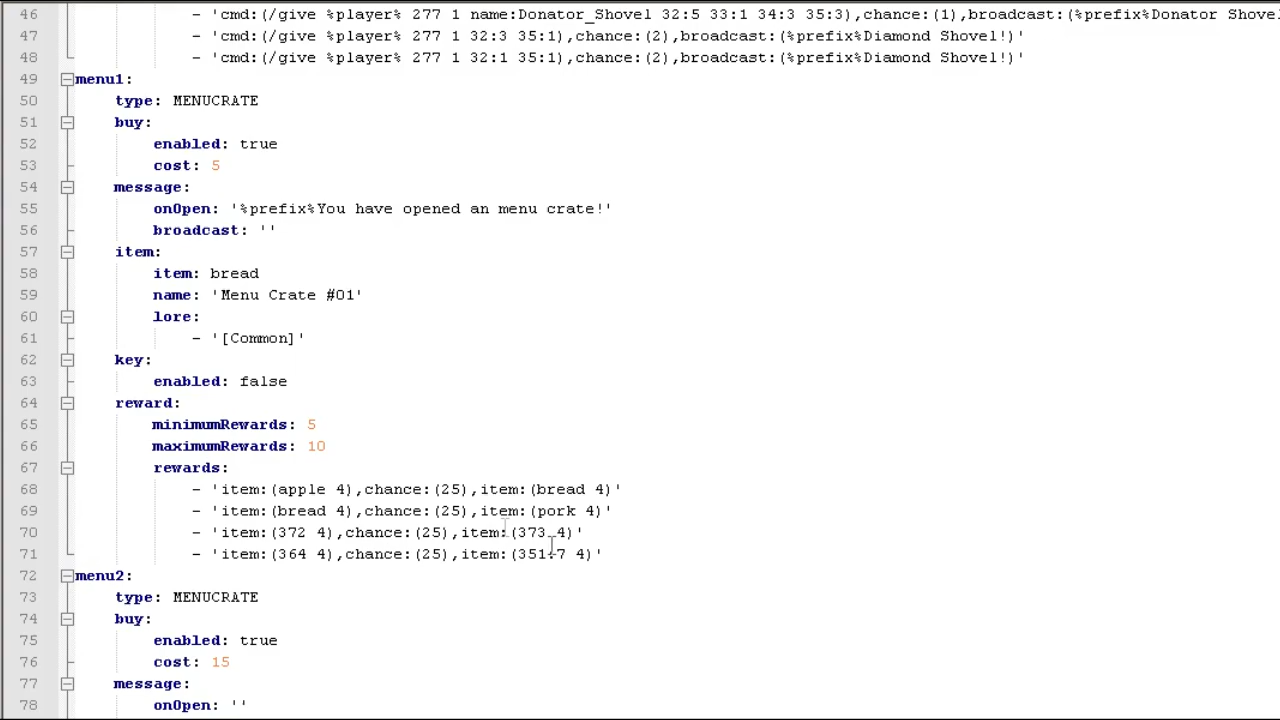 46 - 'cmd:(/give %player% 277 1 name:Donator_Shovel 32:5 33:1 34:3 35:3),chance:(1),broadcast:(%prefix%Donator Shove
47 - 'cmd:(/give %player% 277 1 32:3 35:1),chance:(2),broadcast:(%prefix%Diamond Shovel!)'
48 - 'cmd:(/give %player% 277 1 32:1 35:1),chance:(2),broadcast:(%prefix%Diamond Shovel!)'
49 menu1:
50 type: MENUCRATE
51 buy:
52 enabled: true
53 cost: 5
54 message:
55 onOpen: '%prefix%You have opened an menu crate!'
56 broadcast: ''
57 item:
58 item: bread
59 name: 'Menu Crate #01'
60 lore:
61 - '[Common]'
62 key:
63 enabled: false
64 reward:
65 minimumRewards: 5
66 maximumRewards: 10
67 rewards:
68 - 'item:(apple 4),chance:(25),item:(bread 4)'
69 - 'item:(bread 4),chance:(25),item:(pork 4)'
70 - 'item:(372 4),chance:(25),item:(373 4)'
71 - 'item:(364 4),chance:(25),item:(351:7 4)'
72 menu2:
73 type: MENUCRATE
74 buy:
75 enabled: true
76 cost: 15
77 message:
78 onOpen: ''